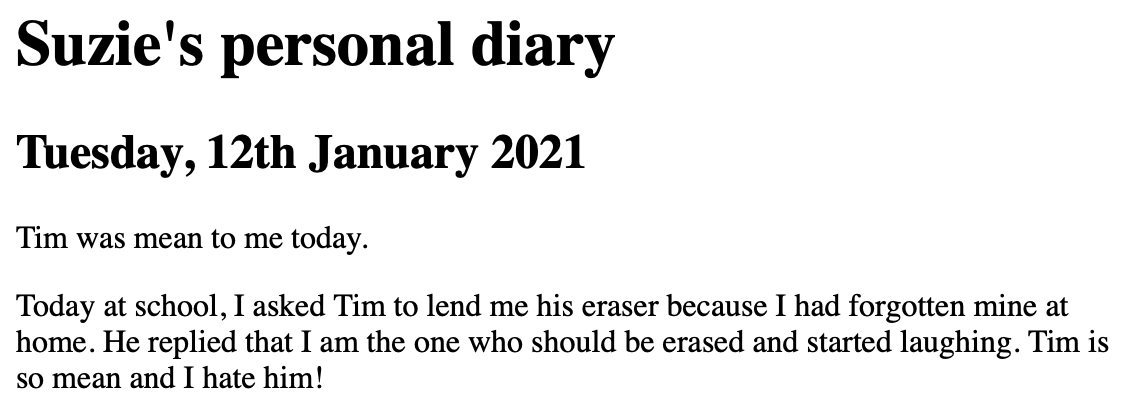 Suzie's personal diary
Tuesday, 12th January 2021
Tim was mean to me today.
Today at school, I asked Tim to lend me his eraser because I had forgotten mine at
home. He replied that I am the one who should be erased and started laughing. Tim is
so mean and I hate him!